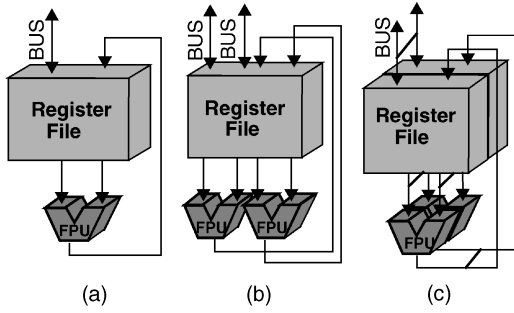 BUS
Register
File
FPU
(a)
BUS
BUS
Register
File
FPU
FPU
(b)
BUS
Register
File
FPU
(c)